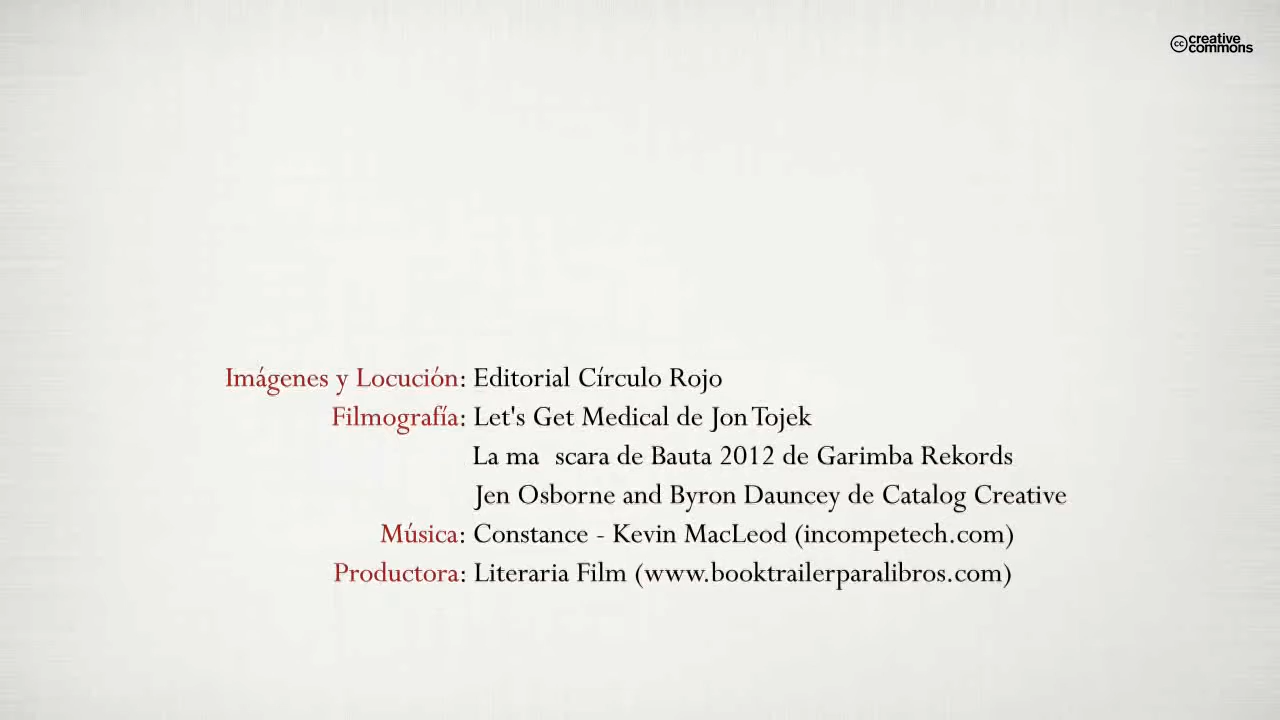 creative
commons
Imágenes y Locución: Editorial Círculo Rojo
Filmografía: Let's Get Medical de Jon Tojek
La ma  scara de Bauta 2012 de Garimba Rekords
Jen Osborne and Byron Dauncey de Catalog Creative
Música: Constance - Kevin MacLeod (incompetech.com)
Productora: Literaria Film (www.booktrailerparalibros.com)